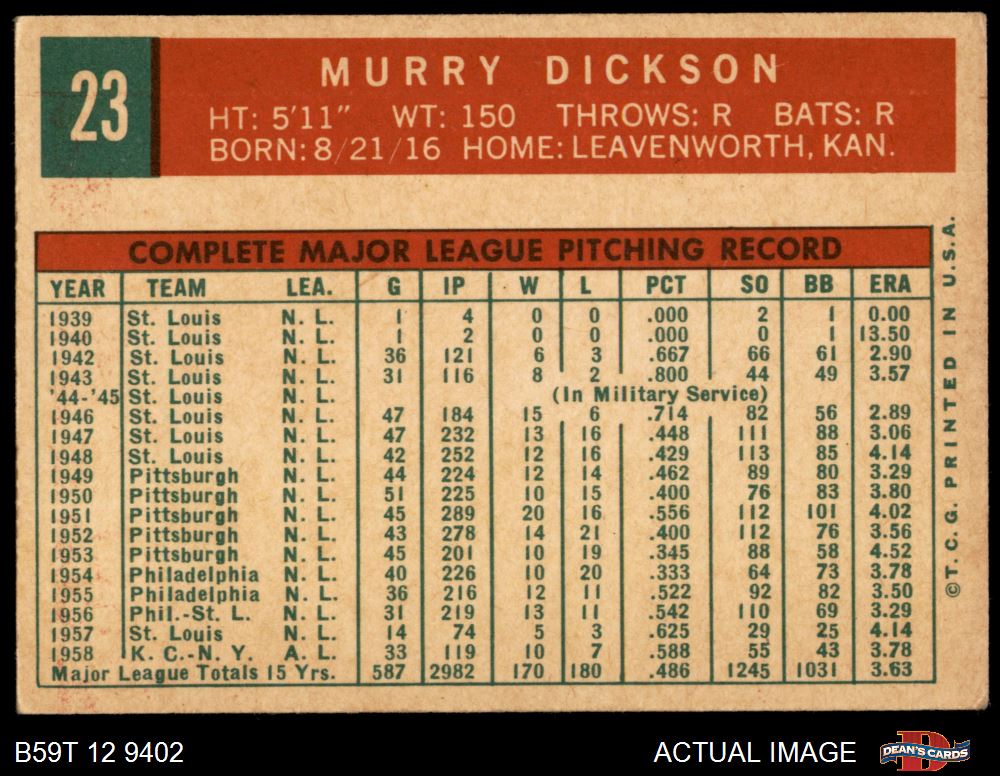 23
MURRY DICKSON
HT: 5'11" WT: 150 THROWS: R BATS: R
BORN: 8/21/16 HOME: LEAVENWORTH, KAN.
COMPLETE MAJOR LEAGUE PITCHING RECORD
YEAR TEAM LEA. G IP W L PCT SO BB ERA
1939 St. Louis N. L. 1 4 0 0 .000 2 1 0.00
1940 St. Louis N. L. 1 2 0 0 .000 0 1 13.50
1942 St. Louis N. L. 36 121 6 3 .667 66 61 2.90
1943 St. Louis N. L. 31 116 8 2 .800 44 49 3.57
'44-'45 St. Louis N. L. (In Military Service)
1946 St. Louis N. L. 47 184 15 6 .714 82 56 2.89
1947 St. Louis N. L. 47 232 13 16 .448 111 88 3.06
1948 St. Louis N. L. 42 252 12 16 .429 113 85 4.14
1949 Pittsburgh N. L. 44 224 12 14 .462 89 80 3.29
1950 Pittsburgh N. L. 51 225 10 15 .400 76 83 3.80
1951 Pittsburgh N. L. 45 289 20 16 .556 112 101 4.02
1952 Pittsburgh N. L. 43 278 14 21 .400 112 76 3.56
1953 Pittsburgh N. L. 45 201 10 19 .345 88 58 4.52
1954 Philadelphia N. L. 40 226 10 20 .333 64 73 3.78
1955 Philadelphia N. L. 36 216 12 11 .522 92 82 3.50
1956 Phil.-St. L. N. L. 31 219 13 11 .542 110 69 3.29
1957 St. Louis N. L. 14 74 5 3 .625 29 25 4.14
1958 K. C.-N. Y. A. L. 33 119 10 7 .588 55 43 3.78
Major League Totals 15 Yrs. 587 2982 170 180 .486 1245 1031 3.63
©T. C. G. PRINTED IN U.S.A.
B59T 12 9402 ACTUAL IMAGE
D
DEAN'S CARDS